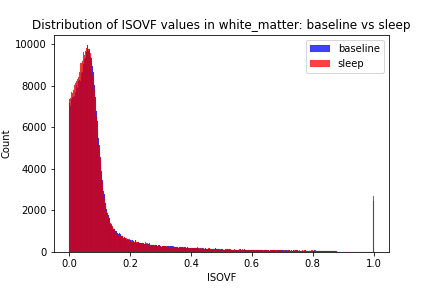 Distribution of ISOVF values in white_matter: baseline vs sleep
baseline
sleep
Count
10000
8000
6000
4000
2000
0
0.0 0.2 0.4 0.6 0.8 1.0
ISOVF